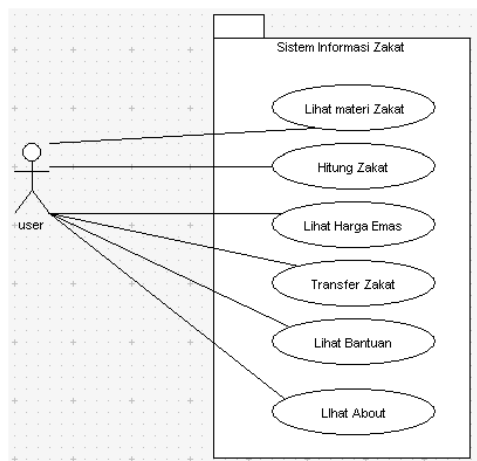 Sistem Informasi Zakat
Lihat materi Zakat
Hitung Zakat
user
Lihat Harga Emas
Transfer Zakat
Lihat Bantuan
LIhat About